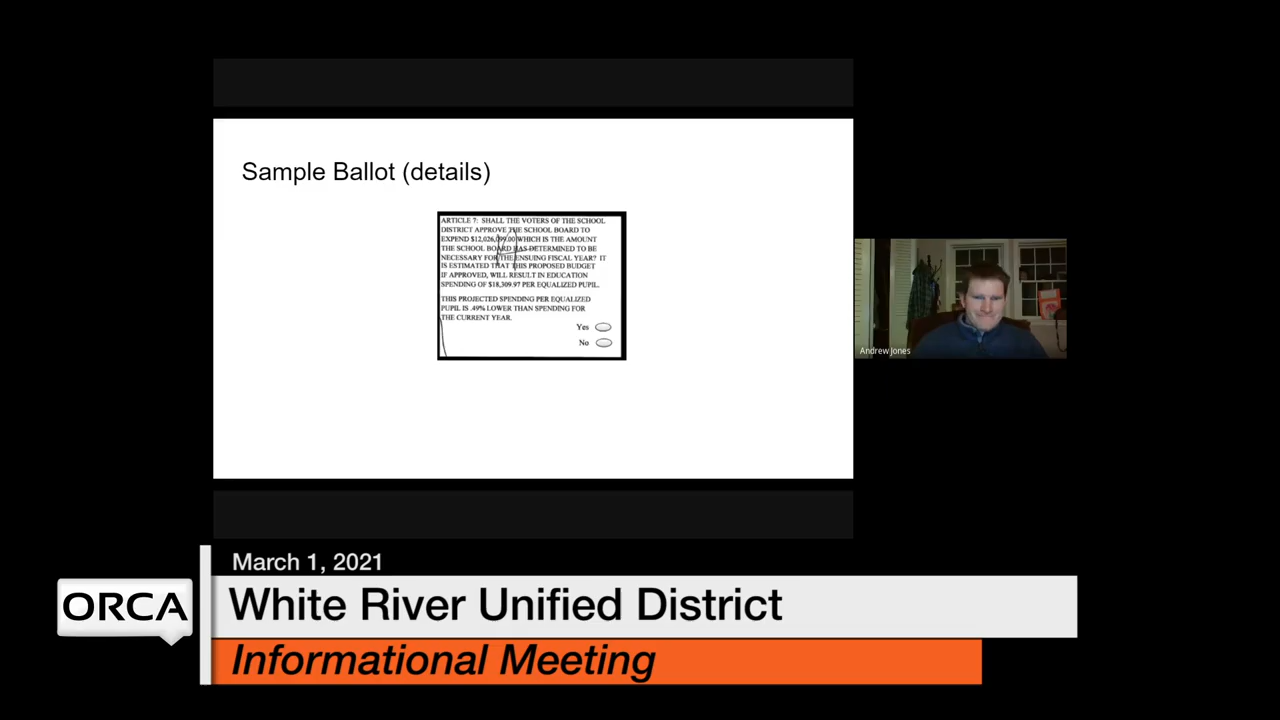 Sample Ballot (details)
ARTICLE 7: SHALL THE VOTERS OF THE SCHOOL
DISTRICT APPROVE THE SCHOOL BOARD TO
EXPEND $12,026,099.00 WHICH IS THE AMOUNT
THE SCHOOL BOARD HAS DETERMINED TO BE
NECESSARY FOR THE ENSUING FISCAL YEAR? IT
IS ESTIMATED THAT THIS PROPOSED BUDGET
IF APPROVED, WILL RESULT IN EDUCATION
SPENDING OF $18,309.97 PER EQUALIZED PUPIL.
THIS PROJECTED SPENDING PER EQUALIZED
PUPIL IS .49% LOWER THAN SPENDING FOR
THE CURRENT YEAR.
Yes
No
Andrew Jones
March 1, 2021
ORCA
White River Unified District
Informational Meeting